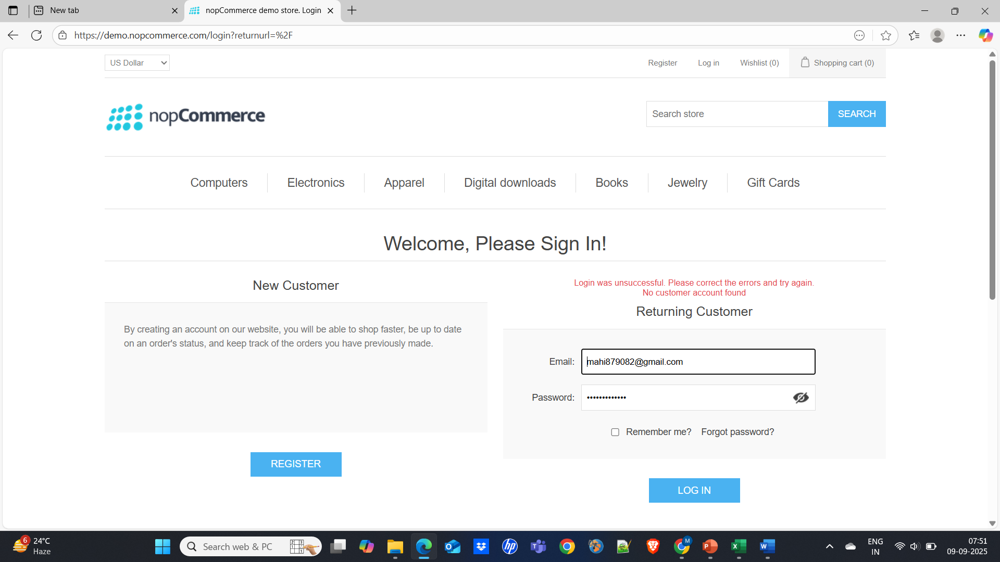 New tab
nopCommerce demo store. Login
https://demo.nopcommerce.com/login?returnurl=%2F
US Dollar
Register
Log in
Wishlist (0)
Shopping cart (0)
nopCommerce
Search store
SEARCH
Computers
Electronics
Apparel
Digital downloads
Books
Jewelry
Gift Cards
Welcome, Please Sign In!
New Customer
By creating an account on our website, you will be able to shop faster, be up to date
on an order's status, and keep track of the orders you have previously made.
REGISTER
Login was unsuccessful. Please correct the errors and try again.
No customer account found
Returning Customer
Email:
mahi879082@gmail.com
Password:
•••••••••••••
Remember me?
Forgot password?
LOG IN
6
24°C
Haze
Search web & PC
ENG
IN
07:51
09-09-2025